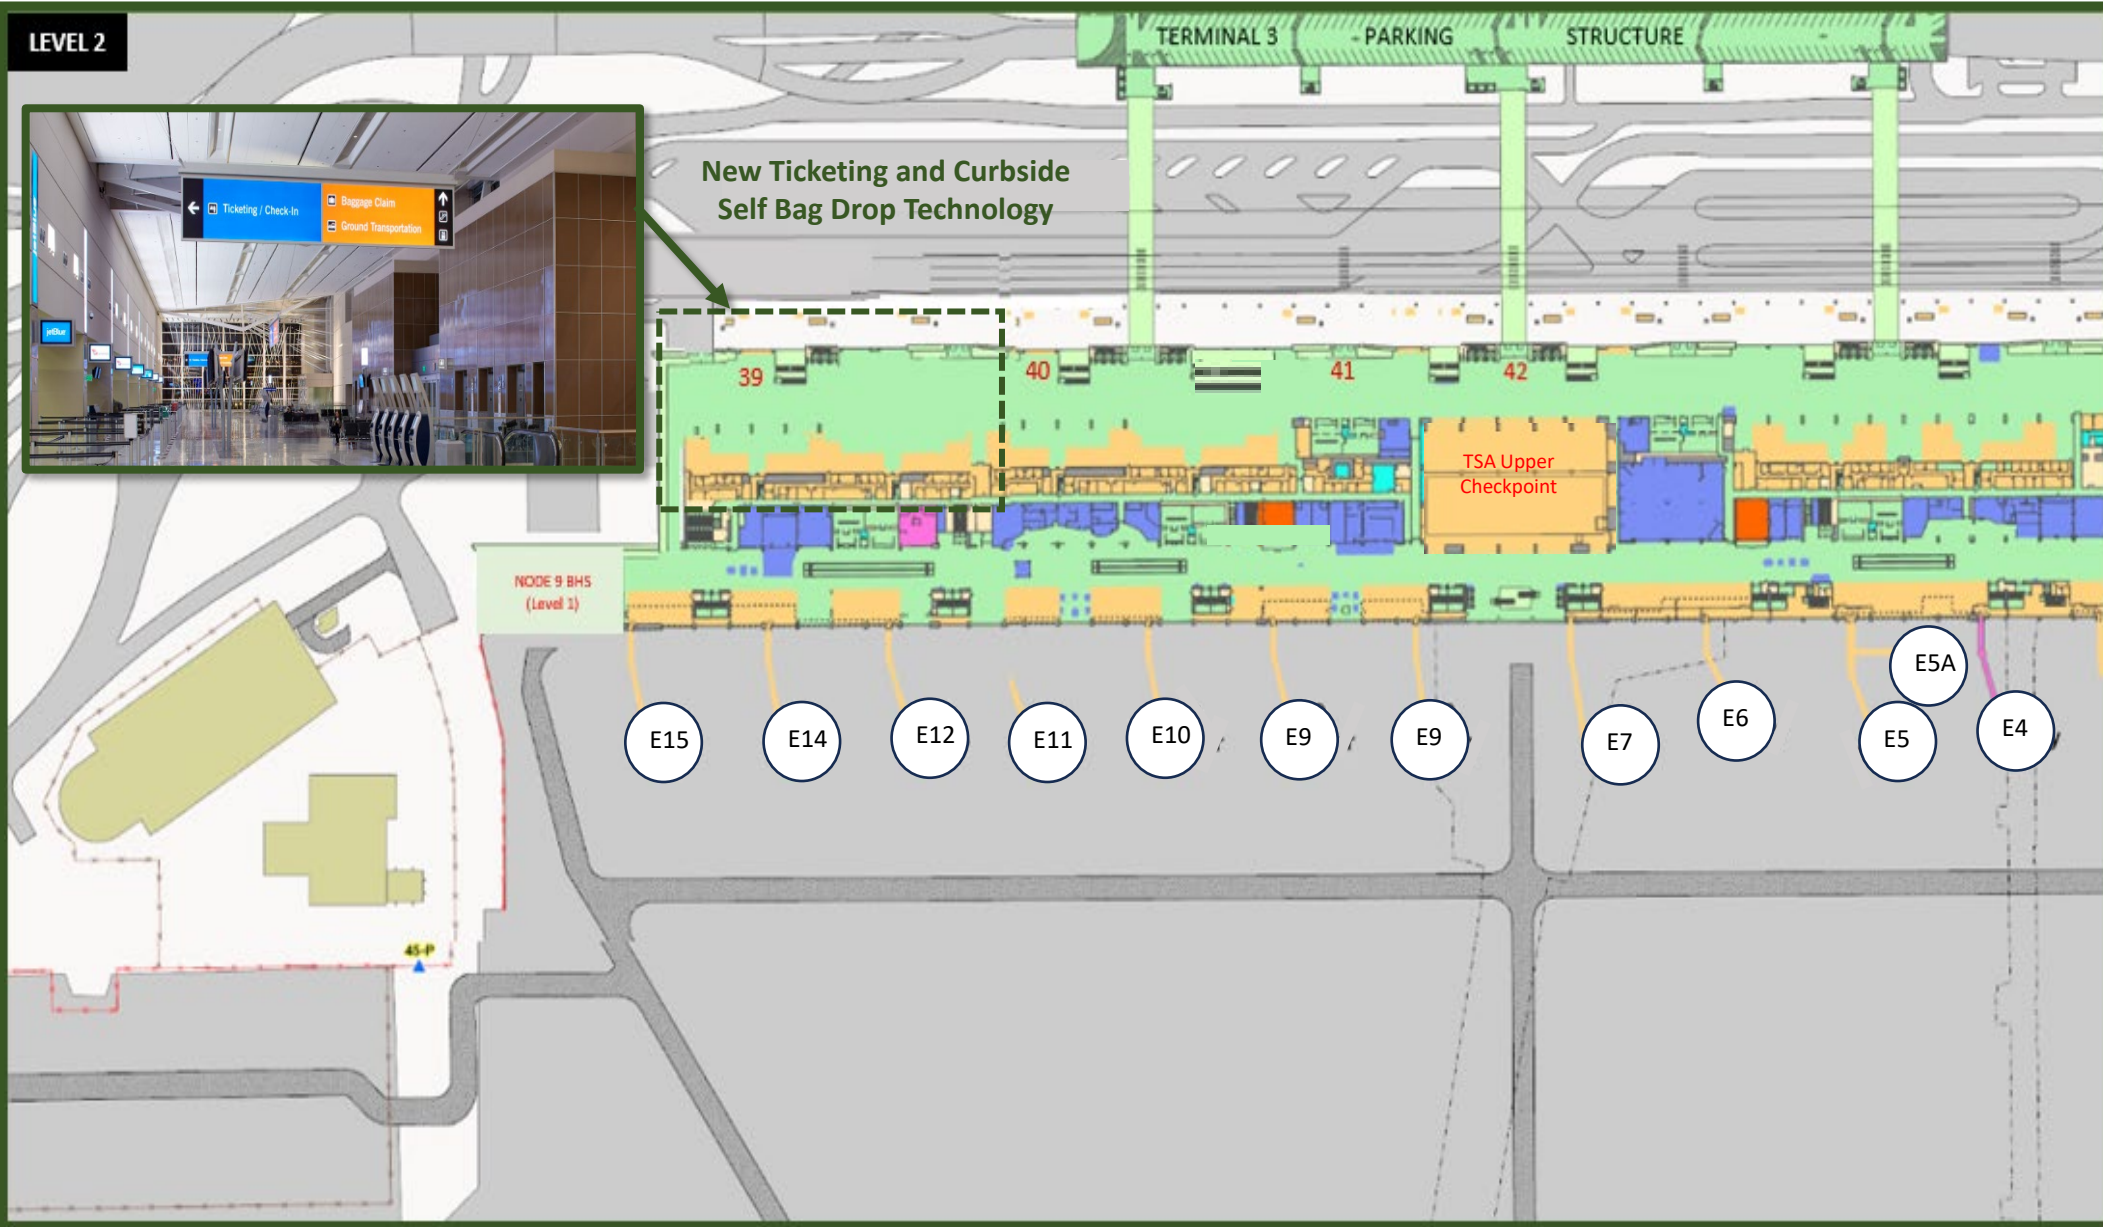 LEVEL 2
TERMINAL 3 - PARKING STRUCTURE
Ticketing / Check-In
Baggage Claim
Ground Transportation
jetBlue
New Ticketing and Curbside
Self Bag Drop Technology
39
40
41
42
TSA Upper
Checkpoint
NODE 9 BHS
(Level 1)
E15
E14
E12
E11
E10
E9
E9
E7
E6
E5A
E5
E4
45-P